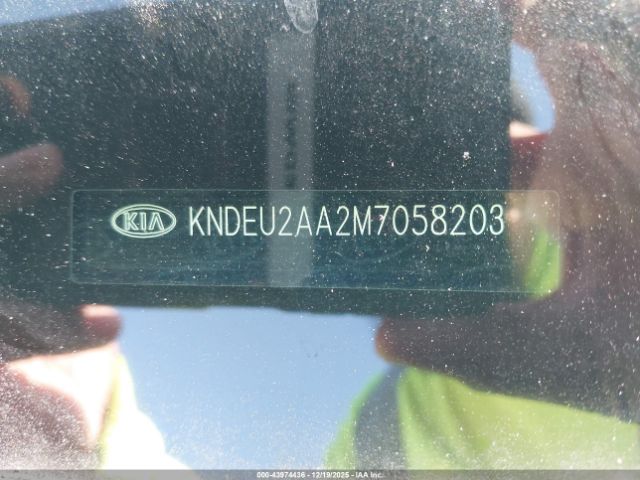 KIA KNDEU2AA2M7058203
000-43974436 - 12/19/2025 - IAA Inc.